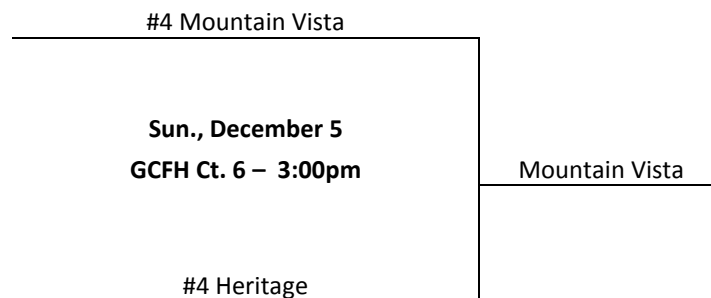 #4 Mountain Vista
Sun., December 5
GCFH Ct. 6 – 3:00pm
Mountain Vista
#4 Heritage